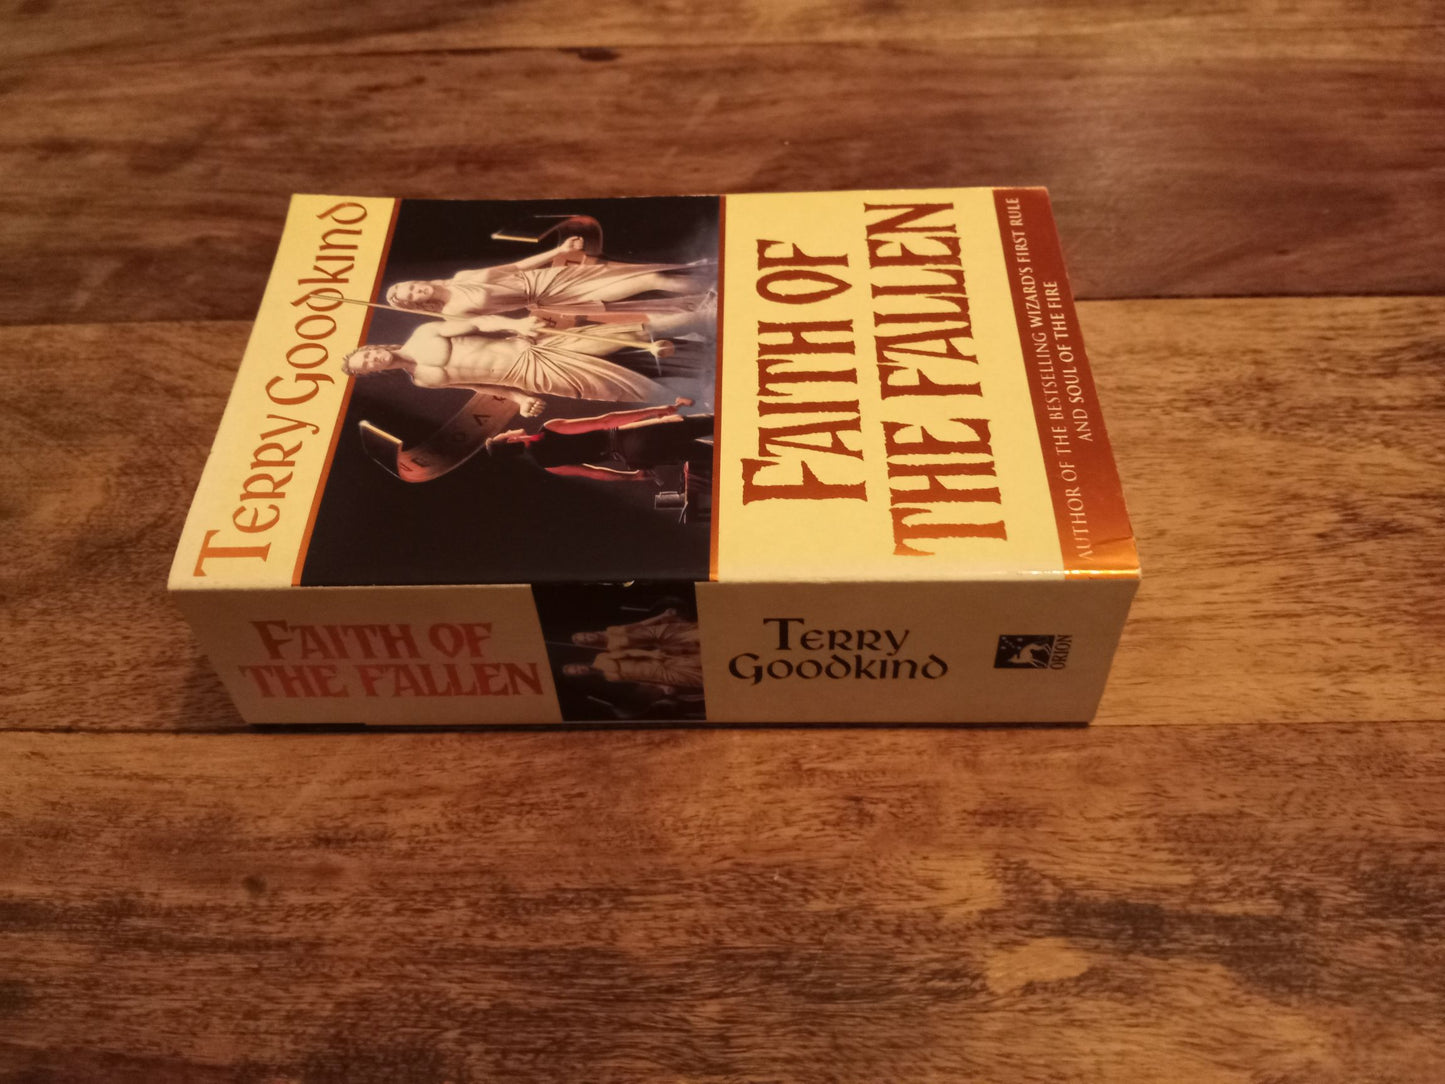 Terry Goodkind
FAITH OF
THE FALLEN
AUTHOR OF THE BESTSELLING WIZARD'S FIRST RULE
AND SOUL OF THE FIRE
FAITH OF
THE FALLEN
Terry
Goodkind
ORION